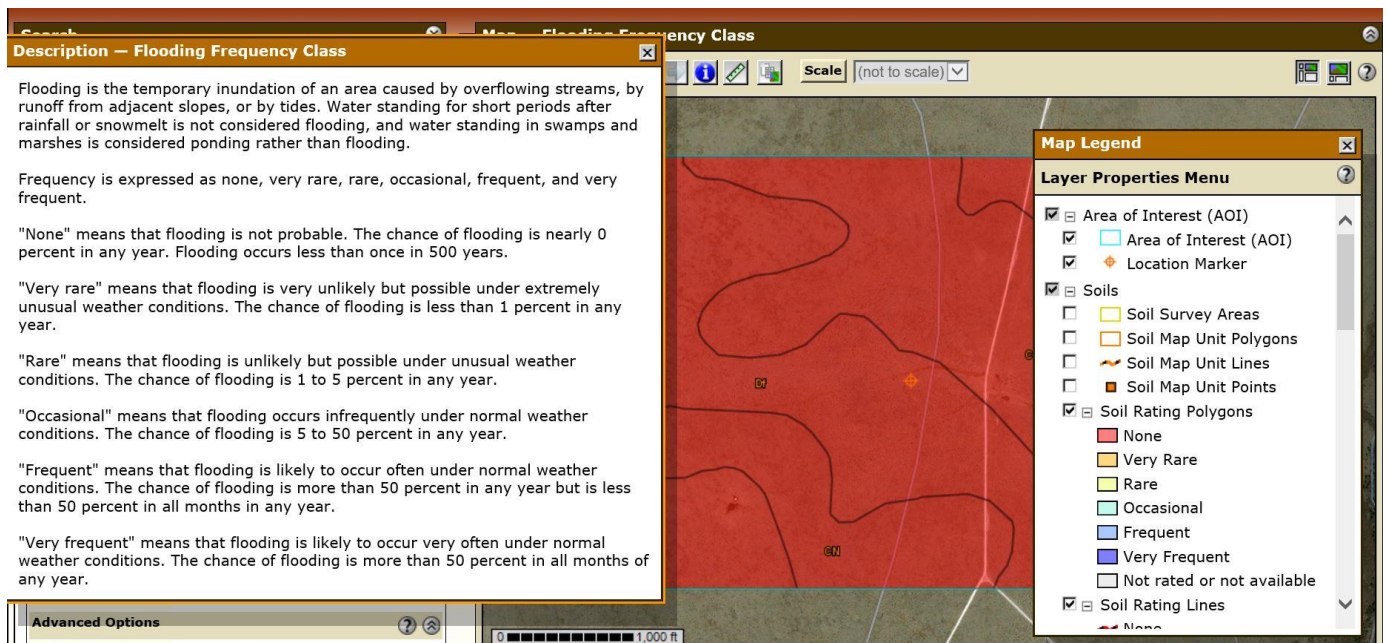 Search
Map — Flooding Frequency Class
Description — Flooding Frequency Class
Scale (not to scale)
Flooding is the temporary inundation of an area caused by overflowing streams, by
runoff from adjacent slopes, or by tides. Water standing for short periods after
rainfall or snowmelt is not considered flooding, and water standing in swamps and
marshes is considered ponding rather than flooding.
Frequency is expressed as none, very rare, rare, occasional, frequent, and very
frequent.
"None" means that flooding is not probable. The chance of flooding is nearly 0
percent in any year. Flooding occurs less than once in 500 years.
"Very rare" means that flooding is very unlikely but possible under extremely
unusual weather conditions. The chance of flooding is less than 1 percent in any
year.
"Rare" means that flooding is unlikely but possible under unusual weather
conditions. The chance of flooding is 1 to 5 percent in any year.
"Occasional" means that flooding occurs infrequently under normal weather
conditions. The chance of flooding is 5 to 50 percent in any year.
"Frequent" means that flooding is likely to occur often under normal weather
conditions. The chance of flooding is more than 50 percent in any year but is less
than 50 percent in all months in any year.
"Very frequent" means that flooding is likely to occur very often under normal
weather conditions. The chance of flooding is more than 50 percent in all months of
any year.
Advanced Options
Df
CN
0 1,000 ft
Map Legend
Layer Properties Menu
Area of Interest (AOI)
Area of Interest (AOI)
Location Marker
Soils
Soil Survey Areas
Soil Map Unit Polygons
Soil Map Unit Lines
Soil Map Unit Points
Soil Rating Polygons
None
Very Rare
Rare
Occasional
Frequent
Very Frequent
Not rated or not available
Soil Rating Lines
None